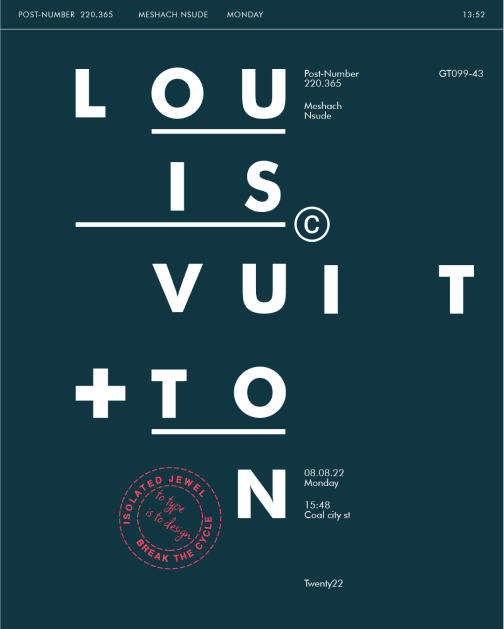 POST-NUMBER 220.365 MESHACH NSUDE MONDAY 13:52
L O U
Post-Number
220.365
GT099-43
Meshach
Nsude
I S
©
V U I T
+ T O
N
08.08.22
Monday
15:48
Coal city st
ISOLATED JEWEL
to type
is to design
BREAK THE CYCLE
Twenty22